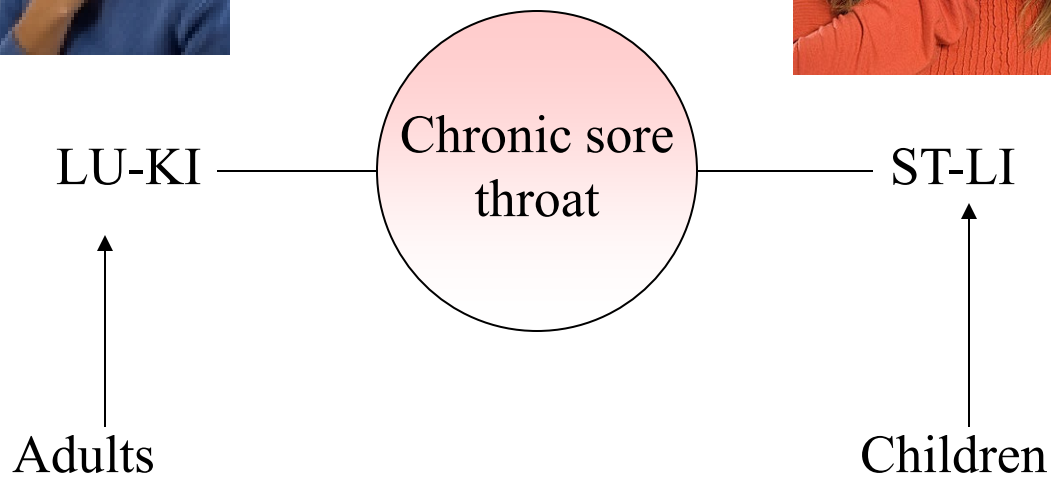 Chronic sore
throat
LU-KI
ST-LI
Adults
Children